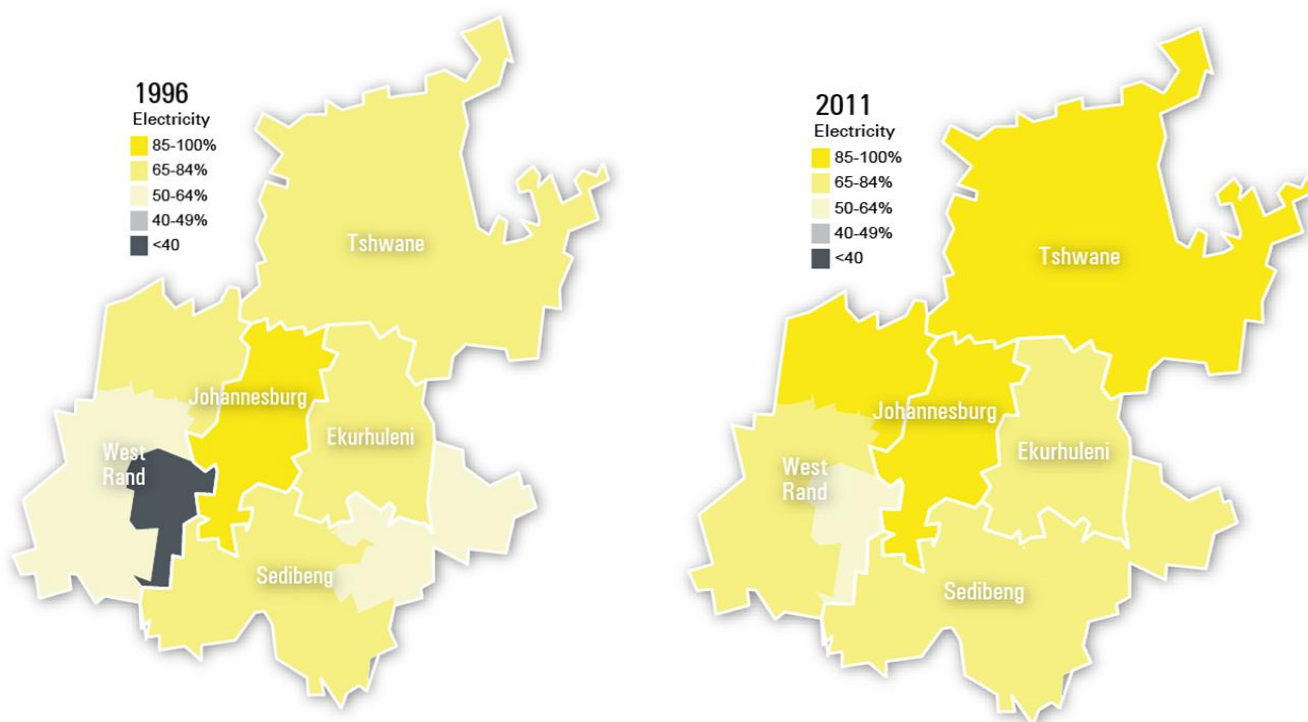 1996
Electricity
85-100%
65-84%
50-64%
40-49%
<40
Tshwane
Johannesburg
Ekurhuleni
West
Rand
Sedibeng
2011
Electricity
85-100%
65-84%
50-64%
40-49%
<40
Tshwane
Johannesburg
Ekurhuleni
West
Rand
Sedibeng